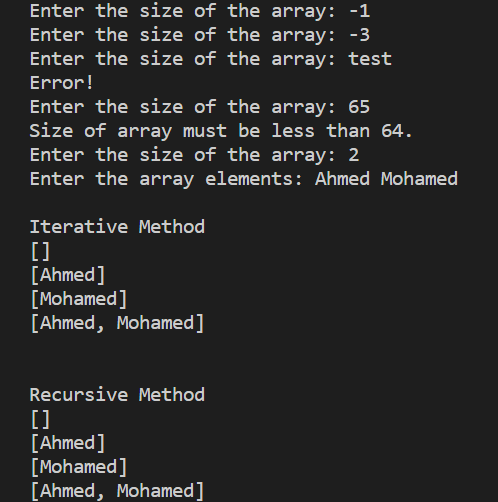 Enter the size of the array: -1
Enter the size of the array: -3
Enter the size of the array: test
Error!
Enter the size of the array: 65
Size of array must be less than 64.
Enter the size of the array: 2
Enter the array elements: Ahmed Mohamed
Iterative Method
[]
[Ahmed]
[Mohamed]
[Ahmed, Mohamed]
Recursive Method
[]
[Ahmed]
[Mohamed]
[Ahmed, Mohamed]